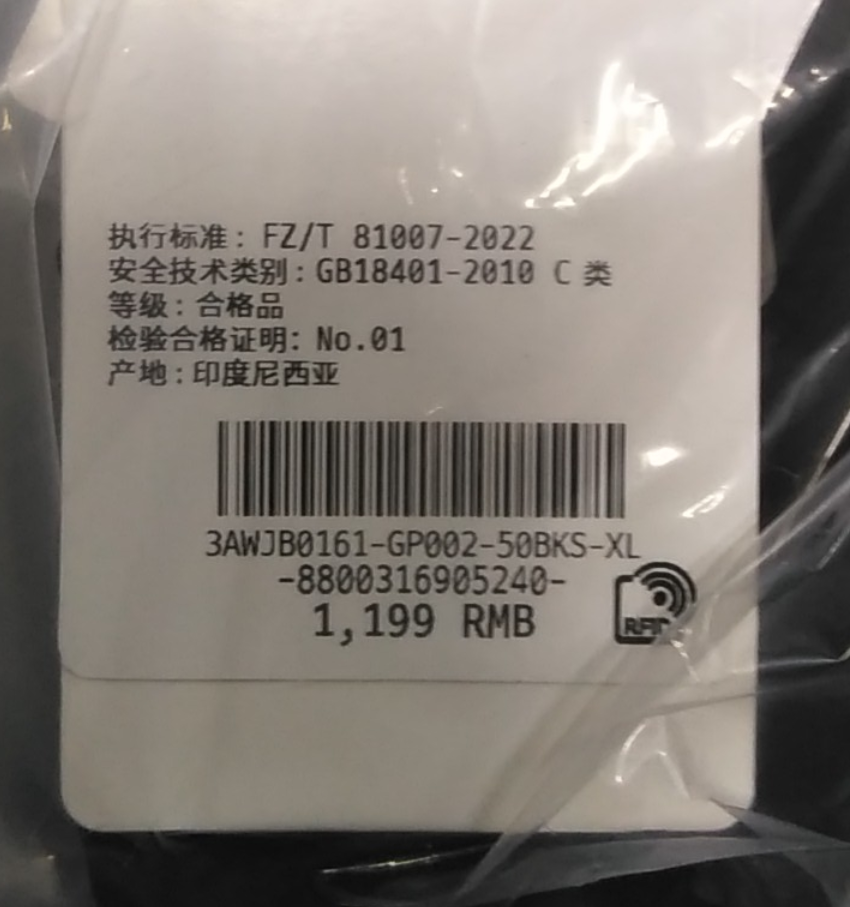 执行标准: FZ/T 81007-2022
安全技术类别:GB18401-2010 C 类
等级:合格品
检验合格证明: No.01
产地:印度尼西亚
3AWJB0161-GP002-50BKS-XL
-8800316905240-
1,199 RMB
RFID